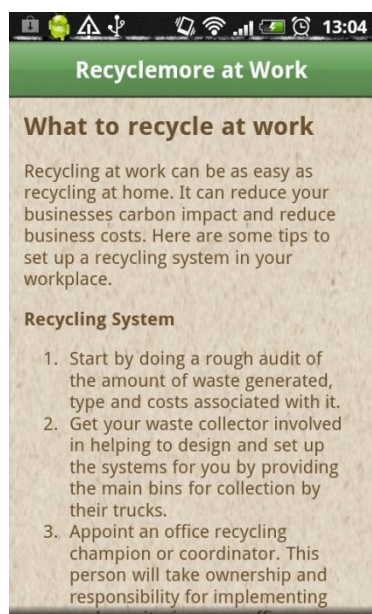 13:04
Recyclemore at Work
What to recycle at work
Recycling at work can be as easy as
recycling at home. It can reduce your
businesses carbon impact and reduce
business costs. Here are some tips to
set up a recycling system in your
workplace.
Recycling System
1. Start by doing a rough audit of
the amount of waste generated,
type and costs associated with it.
2. Get your waste collector involved
in helping to design and set up
the systems for you by providing
the main bins for collection by
their trucks.
3. Appoint an office recycling
champion or coordinator. This
person will take ownership and
responsibility for implementing